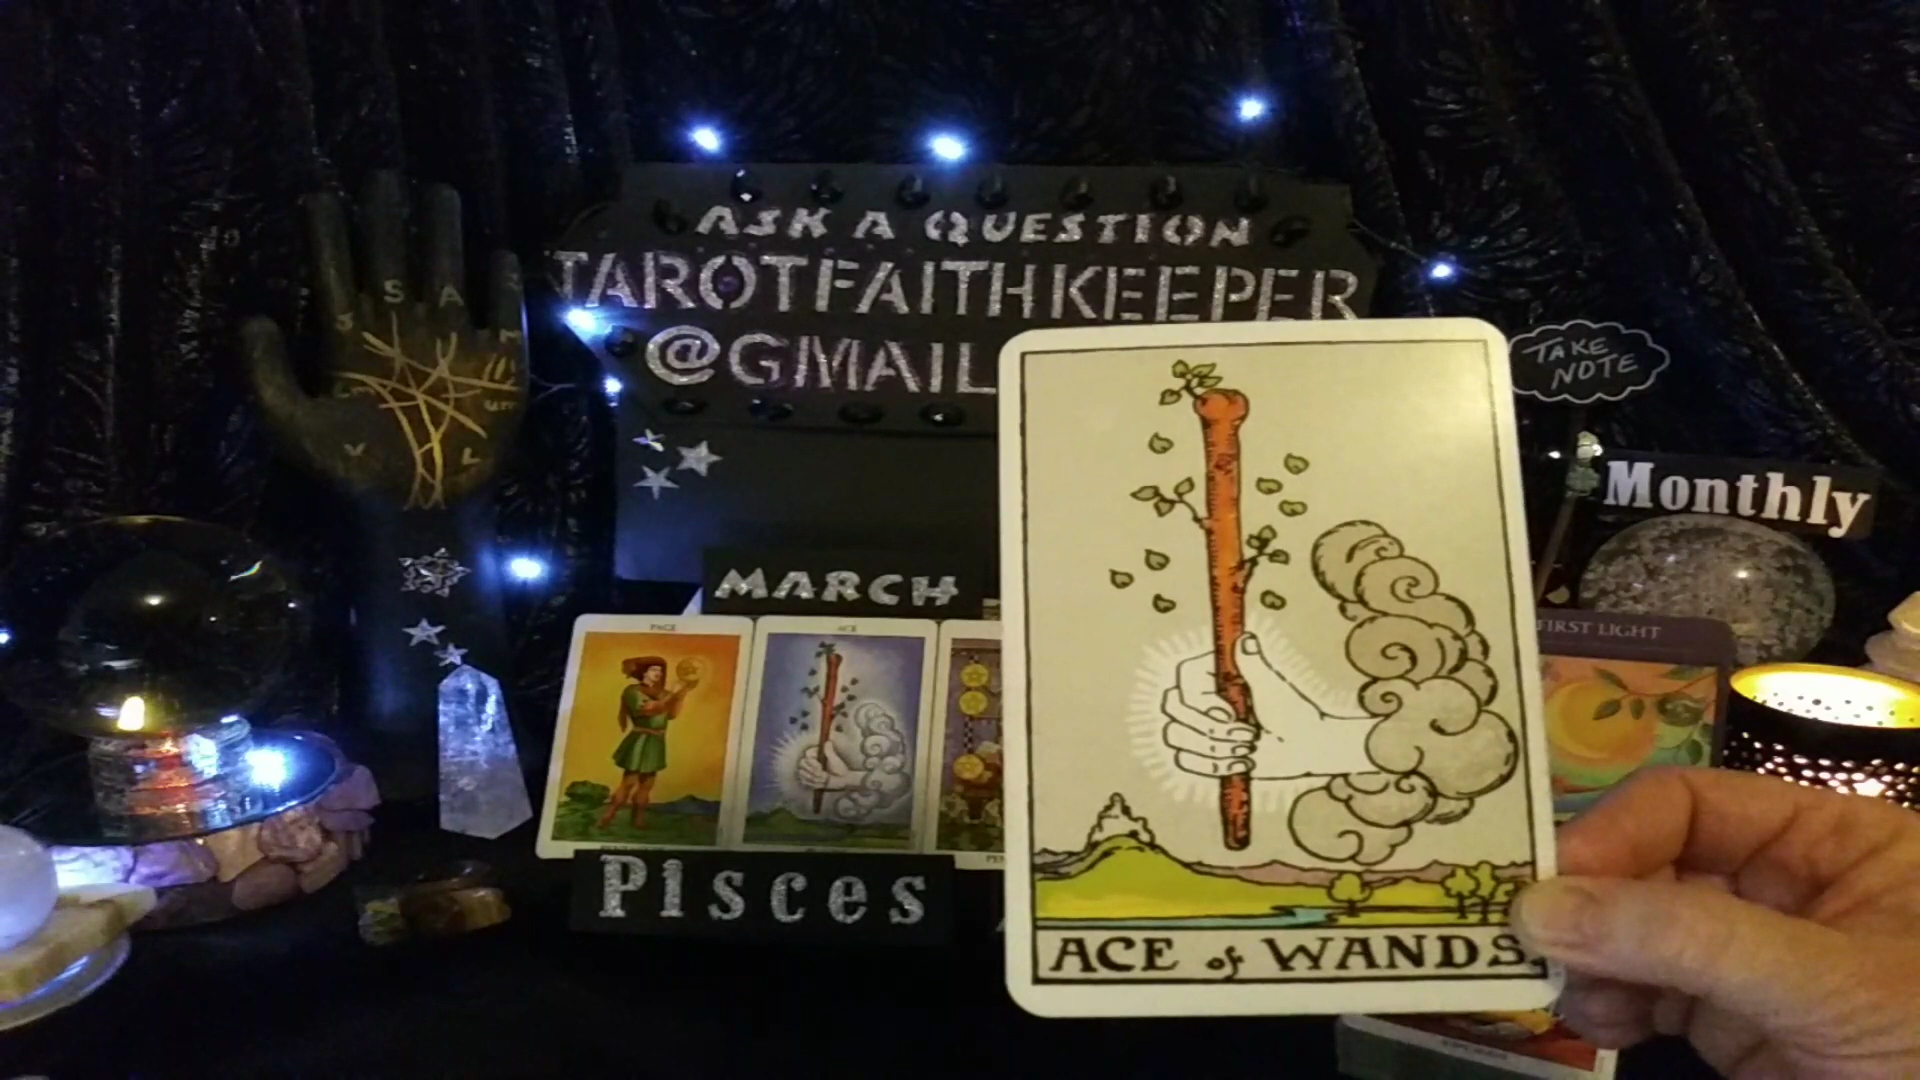 ASK A QUESTION
TAROTFAITHKEEPER
@GMAIL
TAKE
NOTE
S A
V L
Monthly
MARCH
FIRST LIGHT
PAGE
ACE
Pisces
ACE of WANDS.